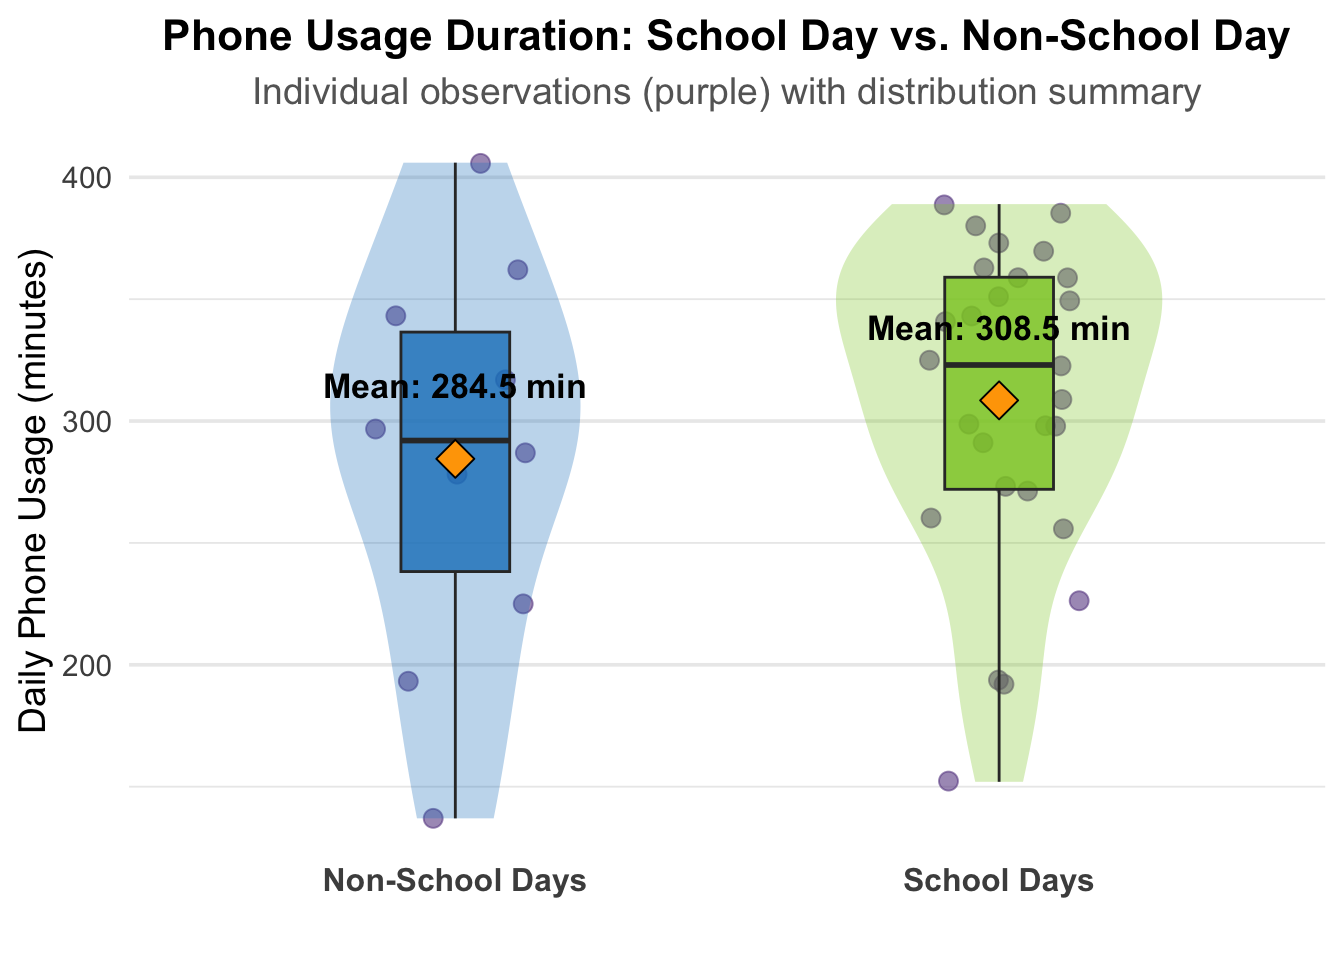 Phone Usage Duration: School Day vs. Non-School Day
Individual observations (purple) with distribution summary
Daily Phone Usage (minutes)
400
300
200
Mean: 284.5 min
Mean: 308.5 min
Non-School Days
School Days